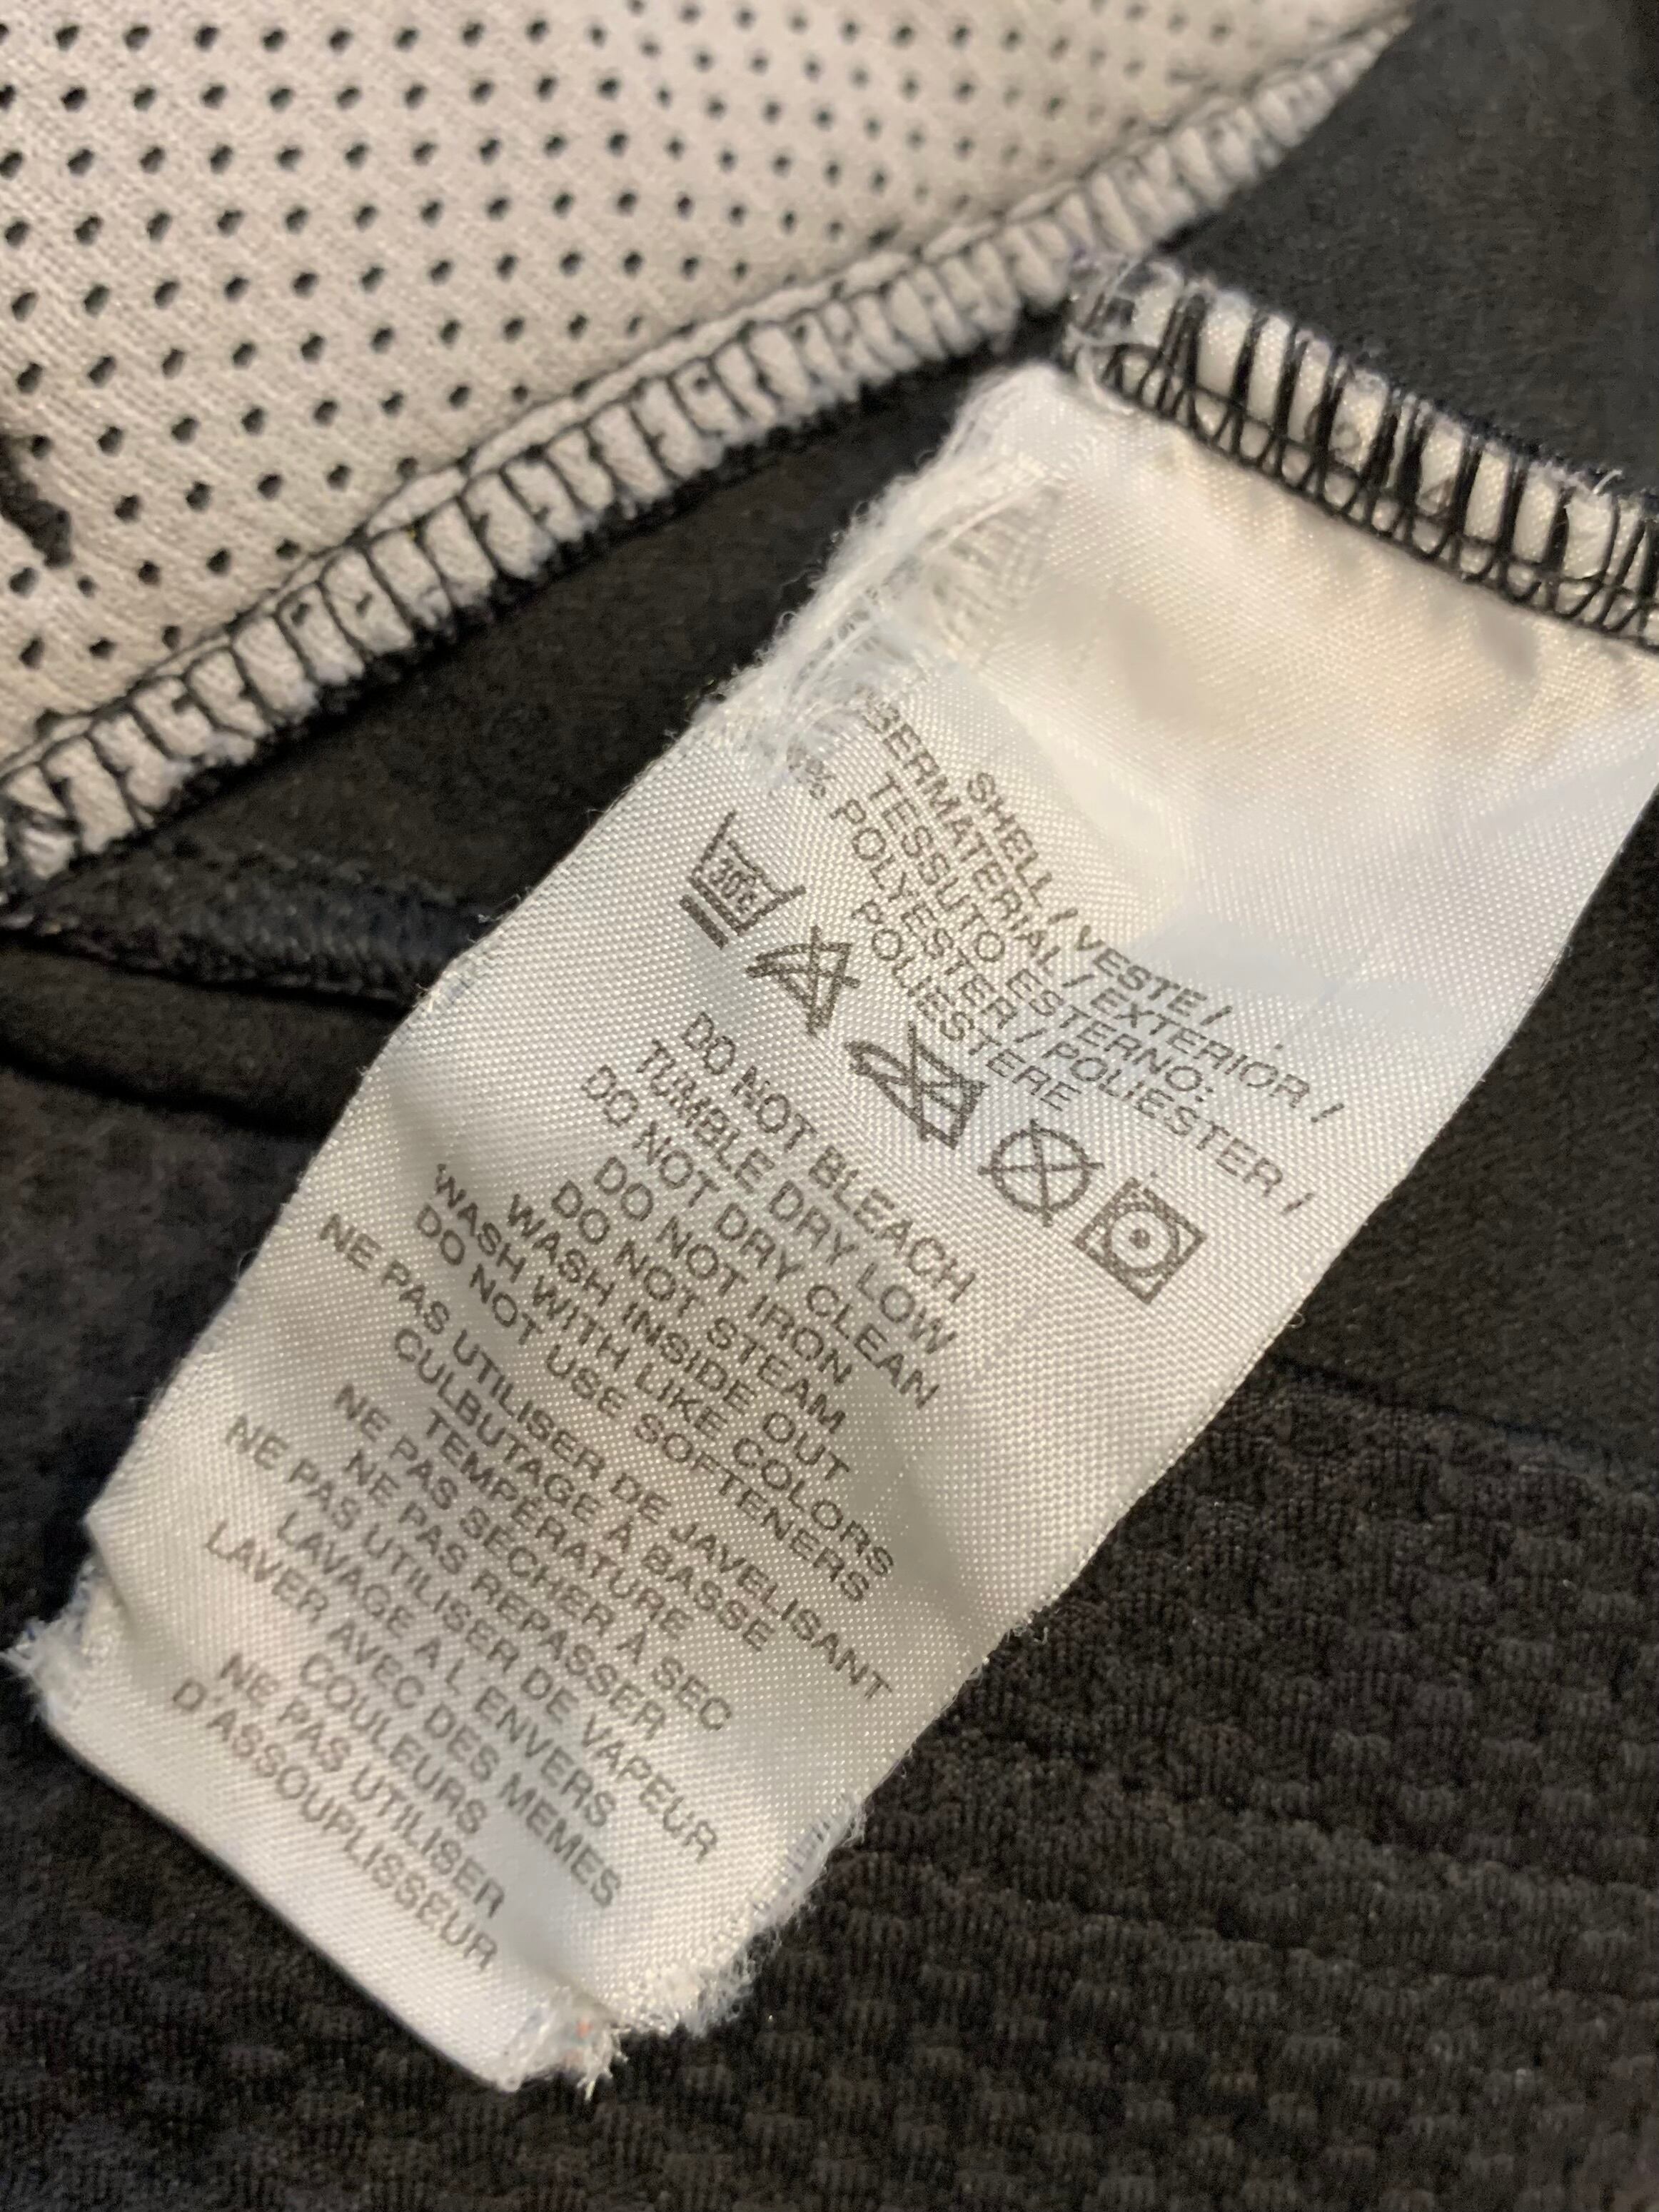 SHELL / VESTE /
BERMATERIAL / EXTERIOR /
TESSUTO ESTERNO:
% POLYESTER / POLIESTER /
POLIESTERE
30°C
DO NOT BLEACH
TUMBLE DRY LOW
DO NOT DRY CLEAN
DO NOT IRON
DO NOT STEAM
WASH INSIDE OUT
WASH WITH LIKE COLORS
DO NOT USE SOFTENERS
NE PAS UTILISER DE JAVELISANT
CULBUTAGE À BASSE
TEMPÉRATURE
NE PAS SÉCHER À SEC
NE PAS REPASSER
NE PAS UTILISER DE VAPEUR
LAVAGE A L ENVERS
LAVER AVEC DES MEMES
COULEURS
NE PAS UTILISER
D'ASSOUPLISSEUR